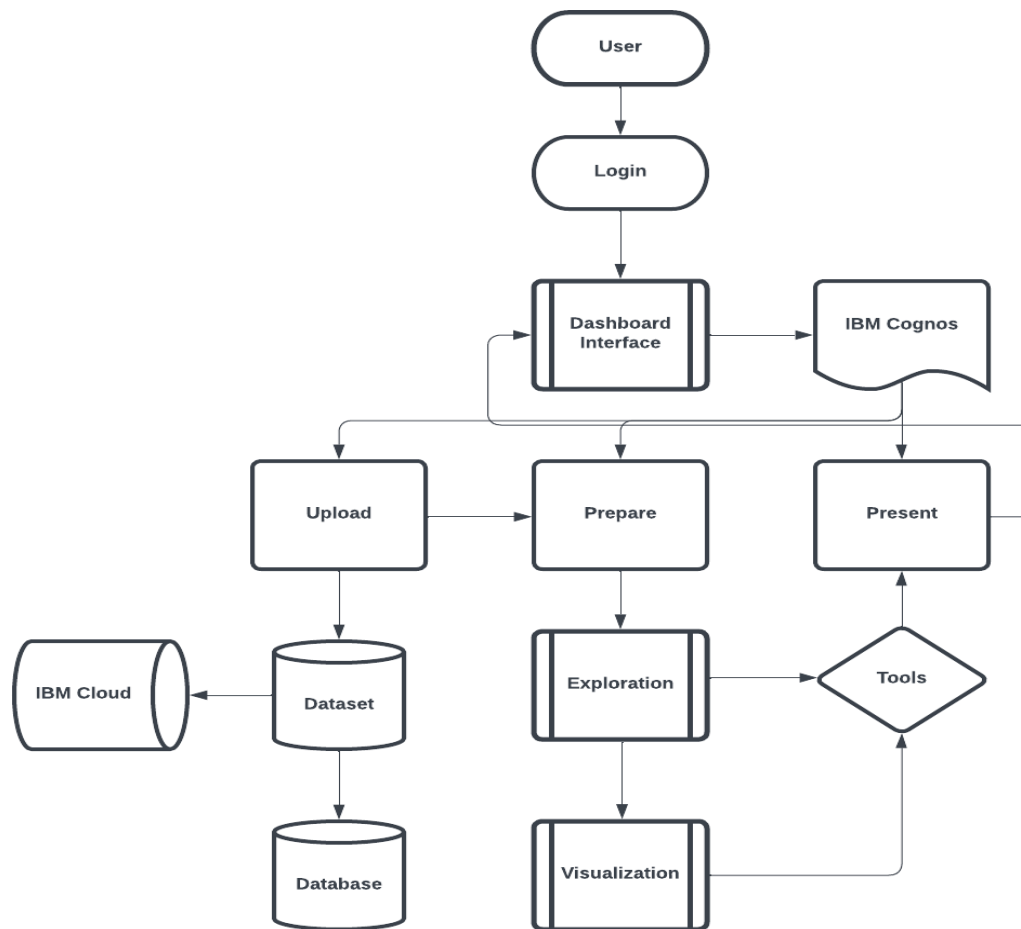 User
Login
Dashboard
Interface
IBM Cognos
Upload
Prepare
Present
IBM Cloud
Dataset
Exploration
Tools
Database
Visualization